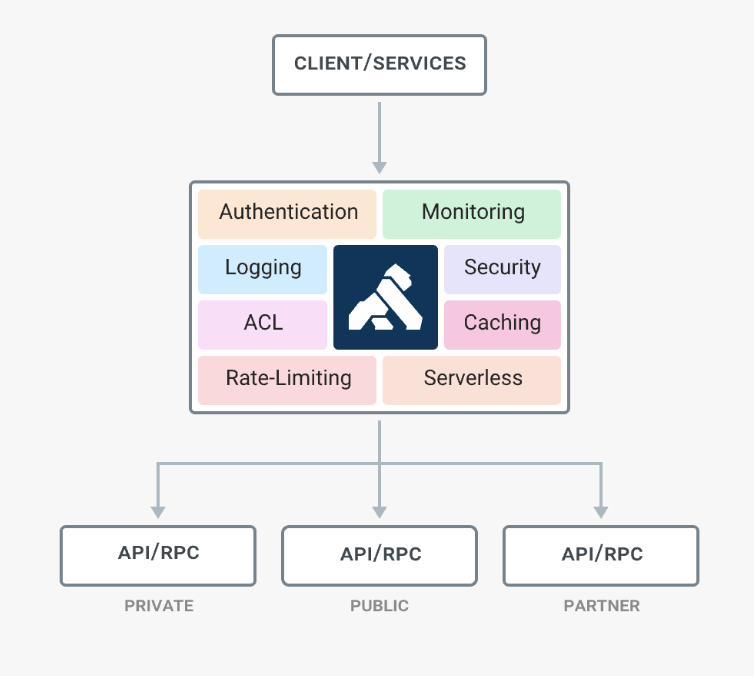 CLIENT/SERVICES
Authentication
Monitoring
Logging
Security
ACL
Caching
Rate-Limiting
Serverless
API/RPC
API/RPC
API/RPC
PRIVATE
PUBLIC
PARTNER